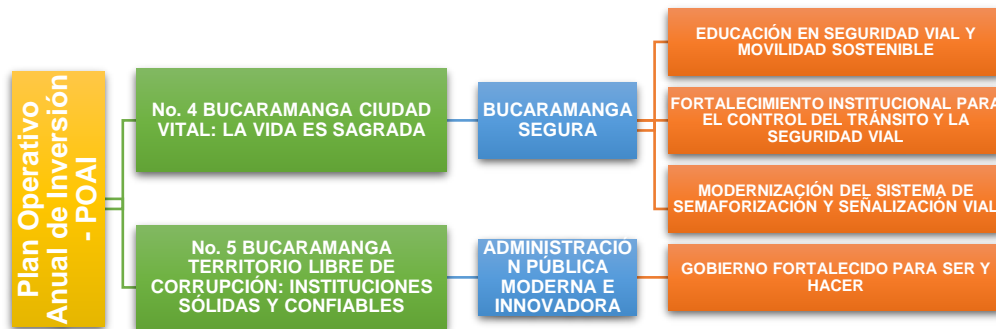 Plan Operativo
Anual de Inversión
- POAI
No. 4 BUCARAMANGA CIUDAD
VITAL: LA VIDA ES SAGRADA
BUCARAMANGA
SEGURA
EDUCACIÓN EN SEGURIDAD VIAL Y
MOVILIDAD SOSTENIBLE
FORTALECIMIENTO INSTITUCIONAL PARA
EL CONTROL DEL TRÁNSITO Y LA
SEGURIDAD VIAL
MODERNIZACIÓN DEL SISTEMA DE
SEMAFORIZACIÓN Y SEÑALIZACIÓN VIAL
No. 5 BUCARAMANGA
TERRITORIO LIBRE DE
CORRUPCIÓN: INSTITUCIONES
SÓLIDAS Y CONFIABLES
ADMINISTRACIÓ
N PÚBLICA
MODERNA E
INNOVADORA
GOBIERNO FORTALECIDO PARA SER Y
HACER